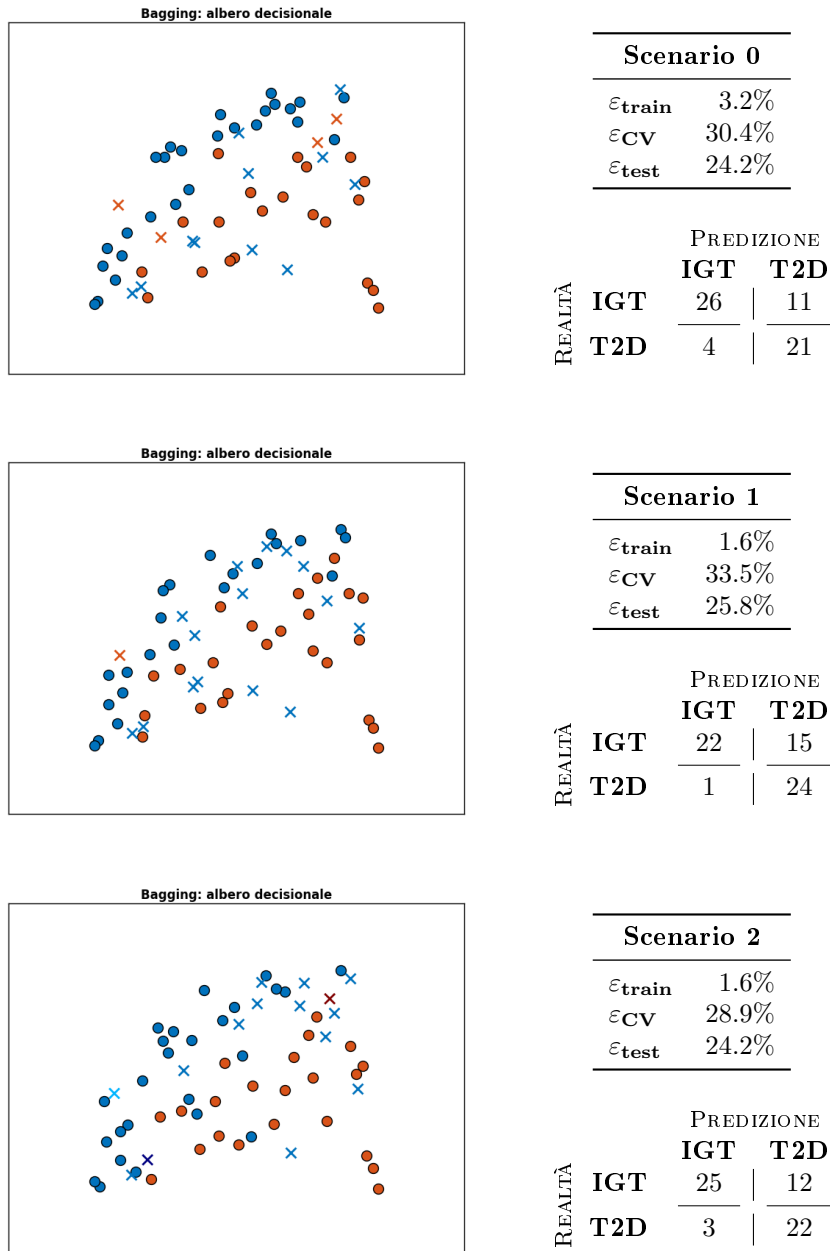 Bagging: albero decisionale
Scenario 0
εtrain 3.2%
εCV 30.4%
εtest 24.2%
PREDIZIONE
IGT T2D
REALTÀ
IGT 26 11
T2D 4 21
Bagging: albero decisionale
Scenario 1
εtrain 1.6%
εCV 33.5%
εtest 25.8%
PREDIZIONE
IGT T2D
REALTÀ
IGT 22 15
T2D 1 24
Bagging: albero decisionale
Scenario 2
εtrain 1.6%
εCV 28.9%
εtest 24.2%
PREDIZIONE
IGT T2D
REALTÀ
IGT 25 12
T2D 3 22